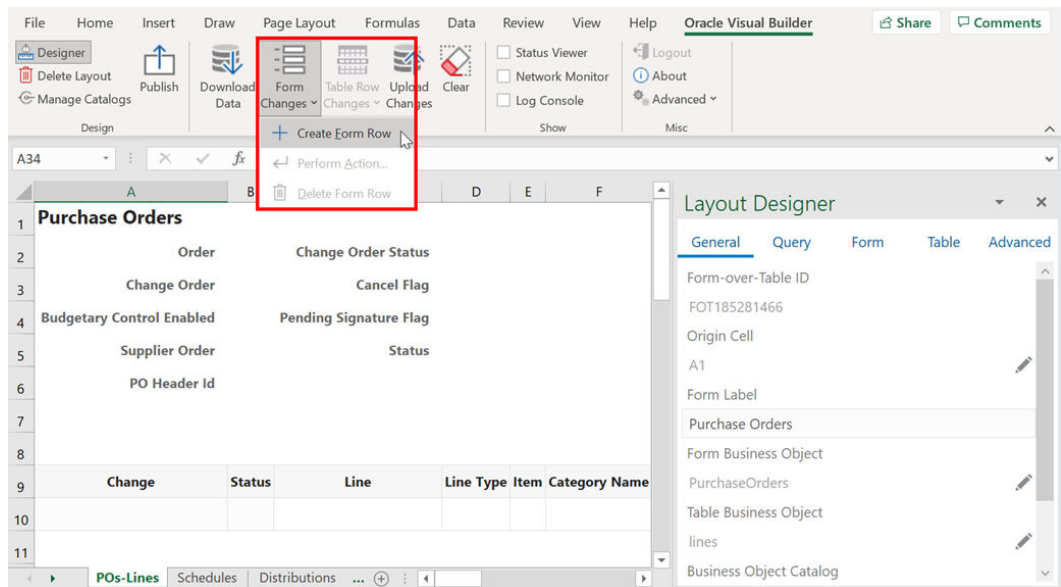 File Home Insert Draw Page Layout Formulas Data Review View Help Oracle Visual Builder Share Comments
Designer
Delete Layout
Manage Catalogs
Publish
Design
Download Data
Form Changes
Table Row Changes
Upload Changes
Clear
Status Viewer
Network Monitor
Log Console
Show
Logout
About
Advanced
Misc
Create Form Row
Perform Action...
Delete Form Row
A34 fx
A B D E F
1 Purchase Orders
2 Order Change Order Status
3 Change Order Cancel Flag
4 Budgetary Control Enabled Pending Signature Flag
5 Supplier Order Status
6 PO Header Id
7
8
9 Change Status Line Line Type Item Category Name
10
11
POs-Lines Schedules Distributions ...
Layout Designer
General Query Form Table Advanced
Form-over-Table ID
FOT185281466
Origin Cell
A1
Form Label
Purchase Orders
Form Business Object
PurchaseOrders
Table Business Object
lines
Business Object Catalog